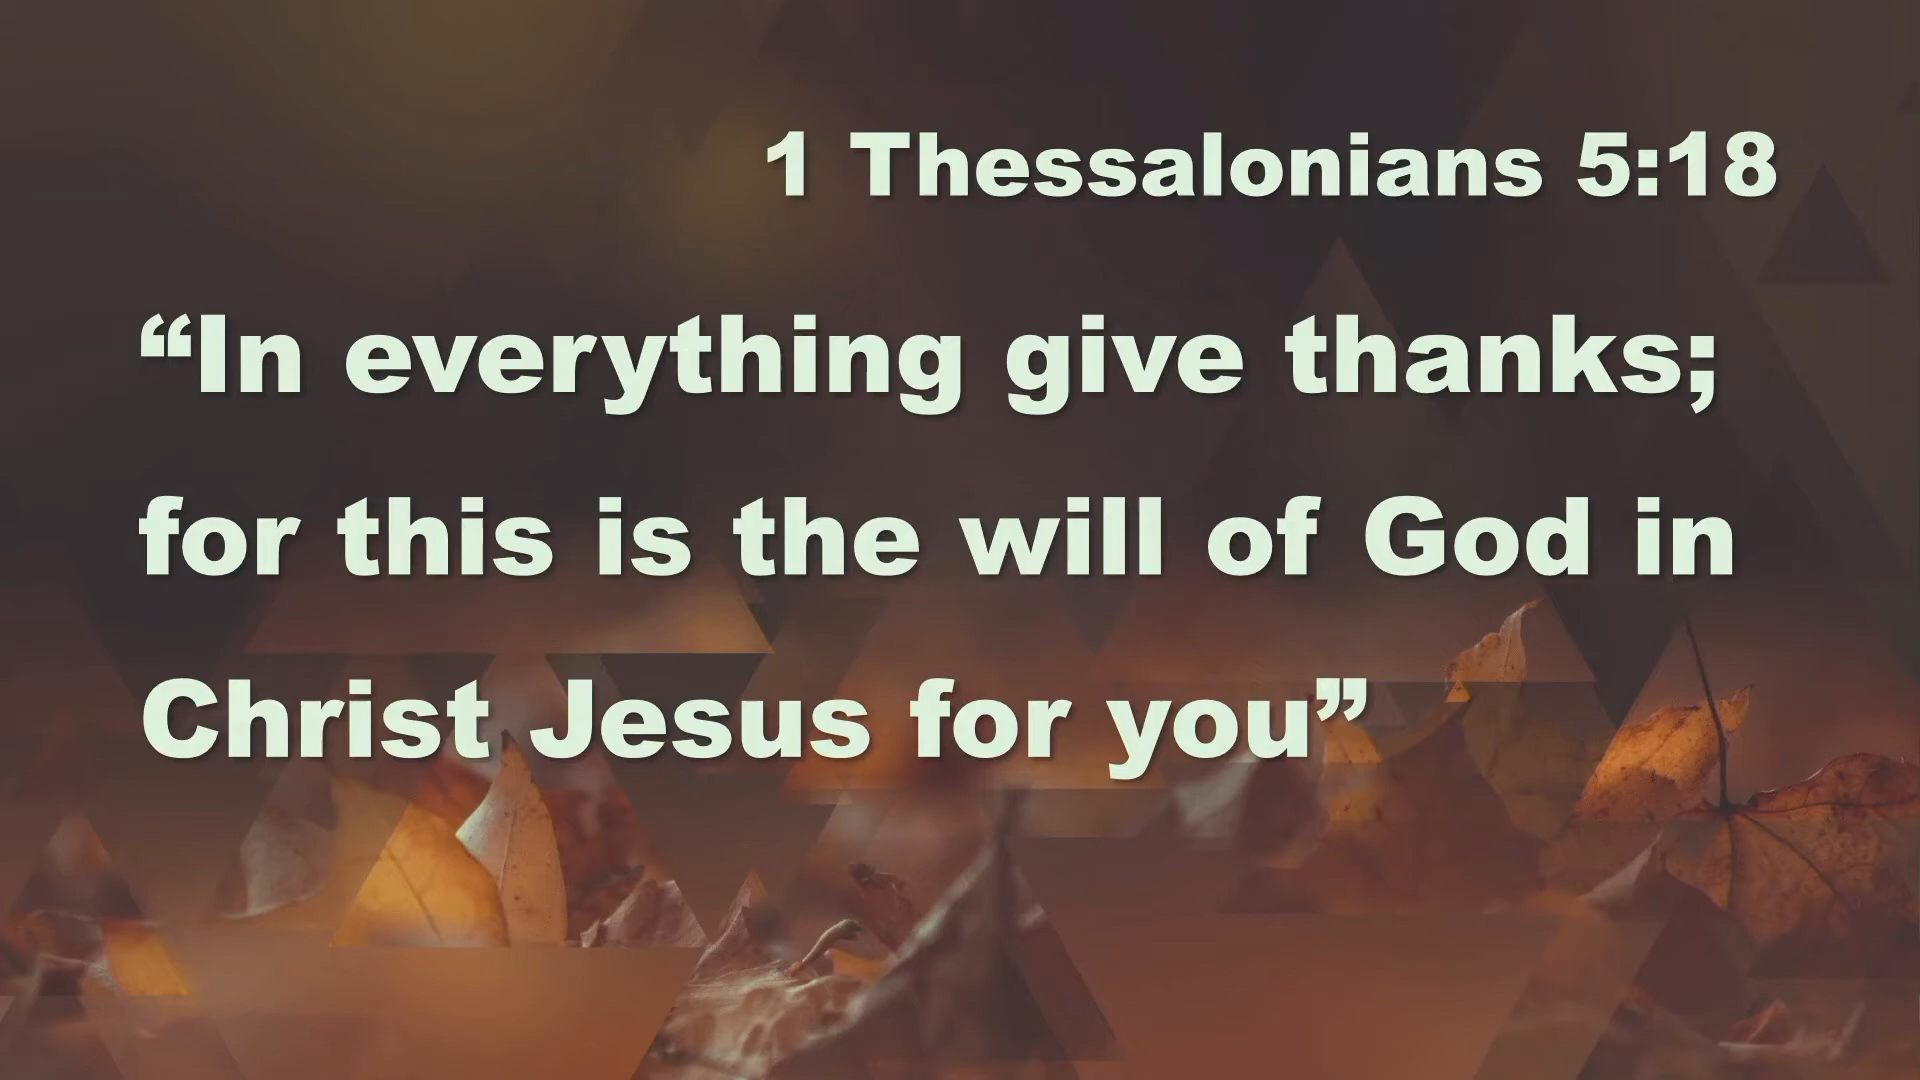 1 Thessalonians 5:18
“In everything give thanks;
for this is the will of God in
Christ Jesus for you”